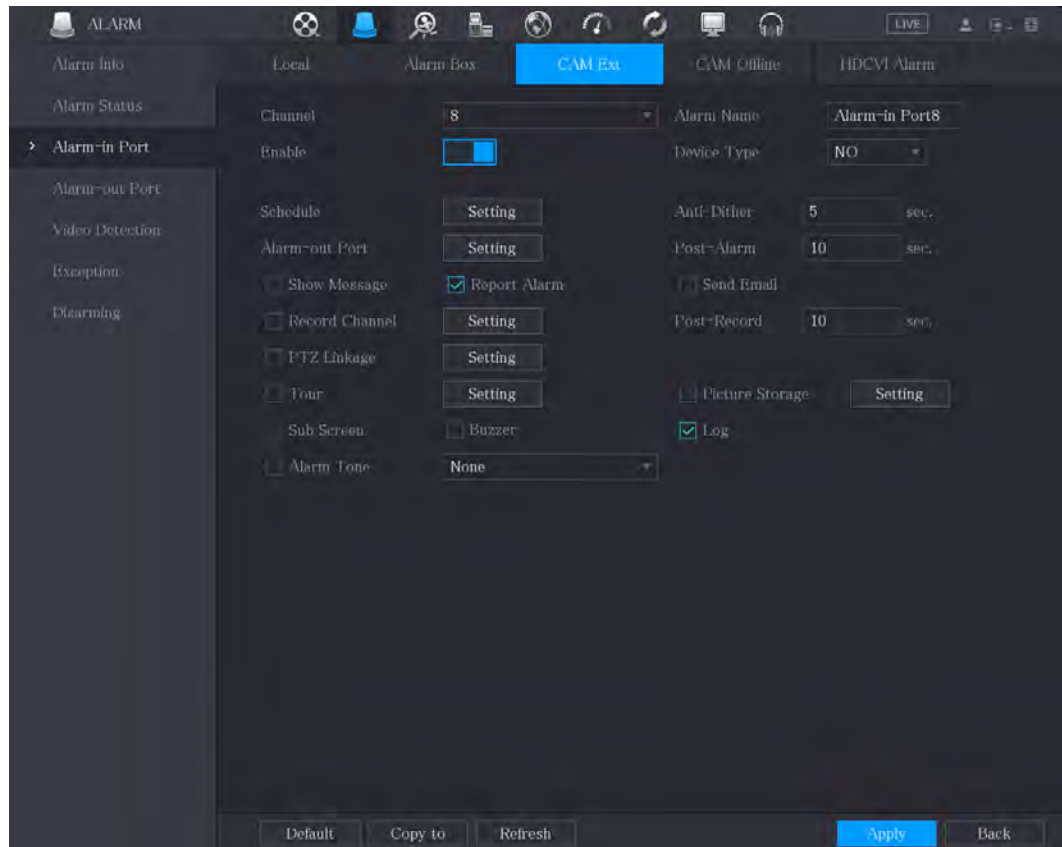 ALARM
LIVE
Alarm Info
Local Alarm Box CAM Ext CAM Offline HDCVI Alarm
Alarm Status
Channel 8 Alarm Name Alarm-in Port8
Alarm-in Port
Enable Device Type NO
Alarm-out Port
Schedule Setting Anti-Dither 5 sec.
Video Detection
Alarm-out Port Setting Post-Alarm 10 sec.
Exception
Show Message Report Alarm Send Email
Disarming
Record Channel Setting Post-Record 10 sec.
PTZ Linkage Setting
Tour Setting Picture Storage Setting
Sub Screen Buzzer Log
Alarm Tone None
Default Copy to Refresh Apply Back